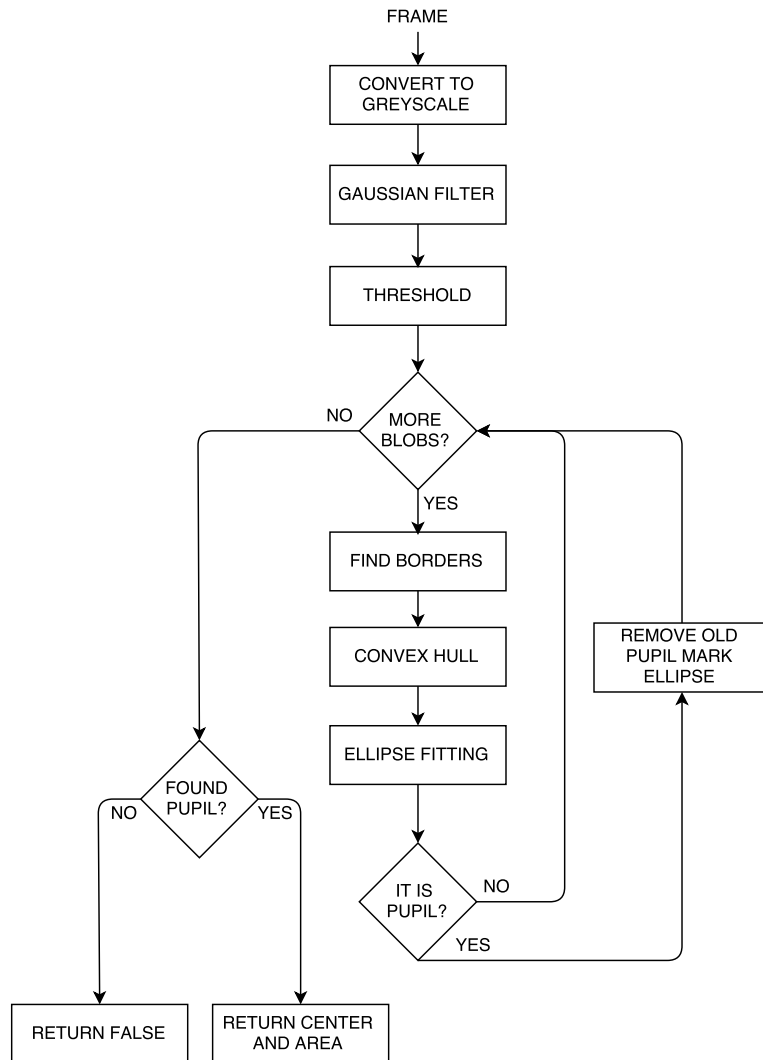 FRAME
CONVERT TO
GREYSCALE
GAUSSIAN FILTER
THRESHOLD
NO
MORE
BLOBS?
YES
FIND BORDERS
CONVEX HULL
REMOVE OLD
PUPIL MARK
ELLIPSE
ELLIPSE FITTING
FOUND
PUPIL?
NO
YES
IT IS
PUPIL?
NO
YES
RETURN FALSE
RETURN CENTER
AND AREA